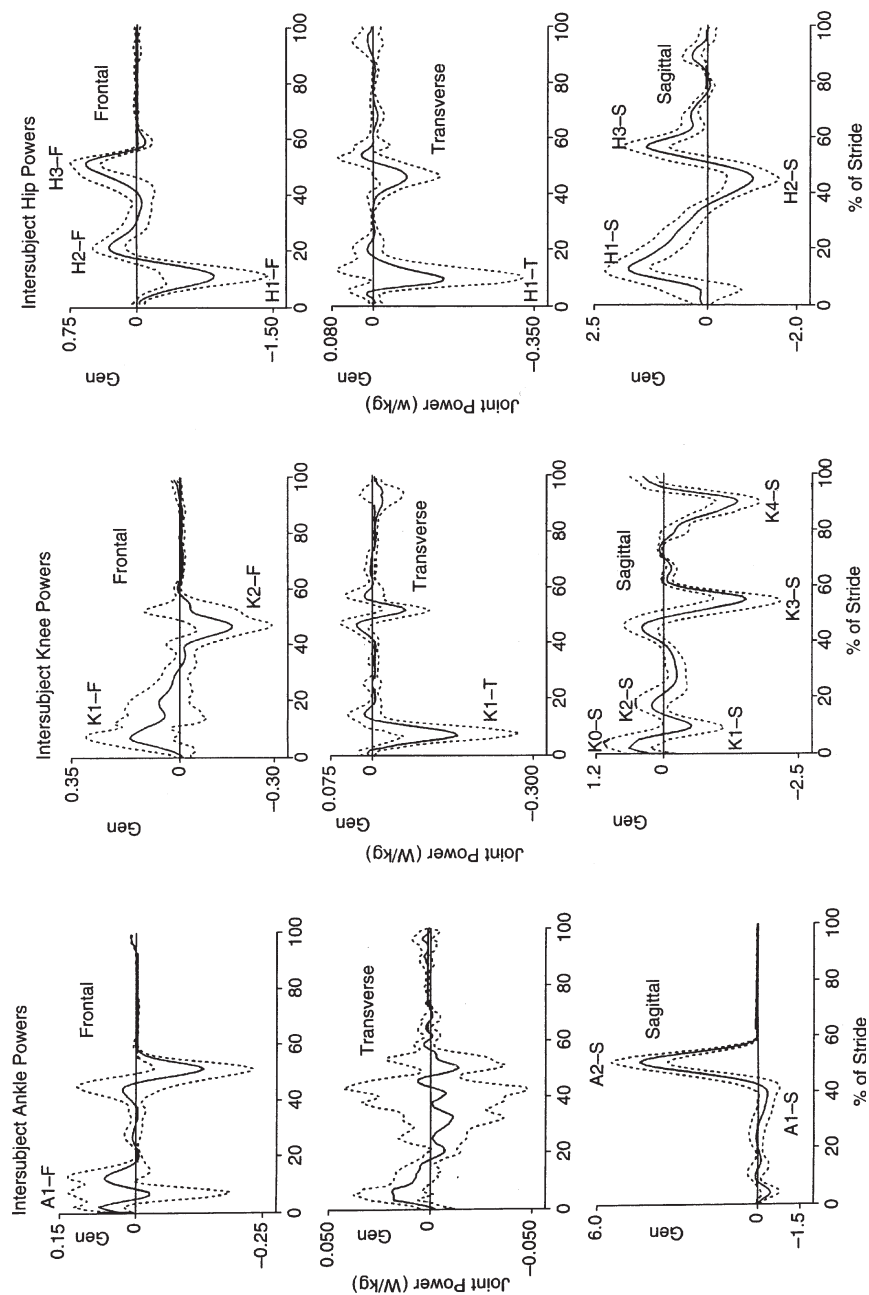 Intersubject Ankle Powers
A1–F
0.15
Gen
0
−0.25
Frontal
0
20
40
60
80
100
0.050
Gen
0
−0.050
Joint Power (W/kg)
Transverse
0
20
40
60
80
100
6.0
Gen
0
−1.5
A2–S
Sagittal
A1–S
0
20
40
60
80
100
% of Stride
Intersubject Knee Powers
0.35
Gen
0
−0.30
K1–F
Frontal
K2–F
0
20
40
60
80
100
0.075
Gen
0
−0.300
Joint Power (W/kg)
K1–T
Transverse
0
20
40
60
80
100
1.2
Gen
0
−2.5
K0–S
K2–S
K1–S
Sagittal
K3–S
K4–S
0
20
40
60
80
100
% of Stride
Intersubject Hip Powers
0.75
Gen
0
−1.50
H2–F
H3–F
Frontal
H1–F
0
20
40
60
80
100
0.080
Gen
0
−0.350
Joint Power (w/kg)
H1–T
Transverse
0
20
40
60
80
100
2.5
Gen
0
−2.0
H1–S
H3–S
Sagittal
H2–S
0
20
40
60
80
100
% of Stride